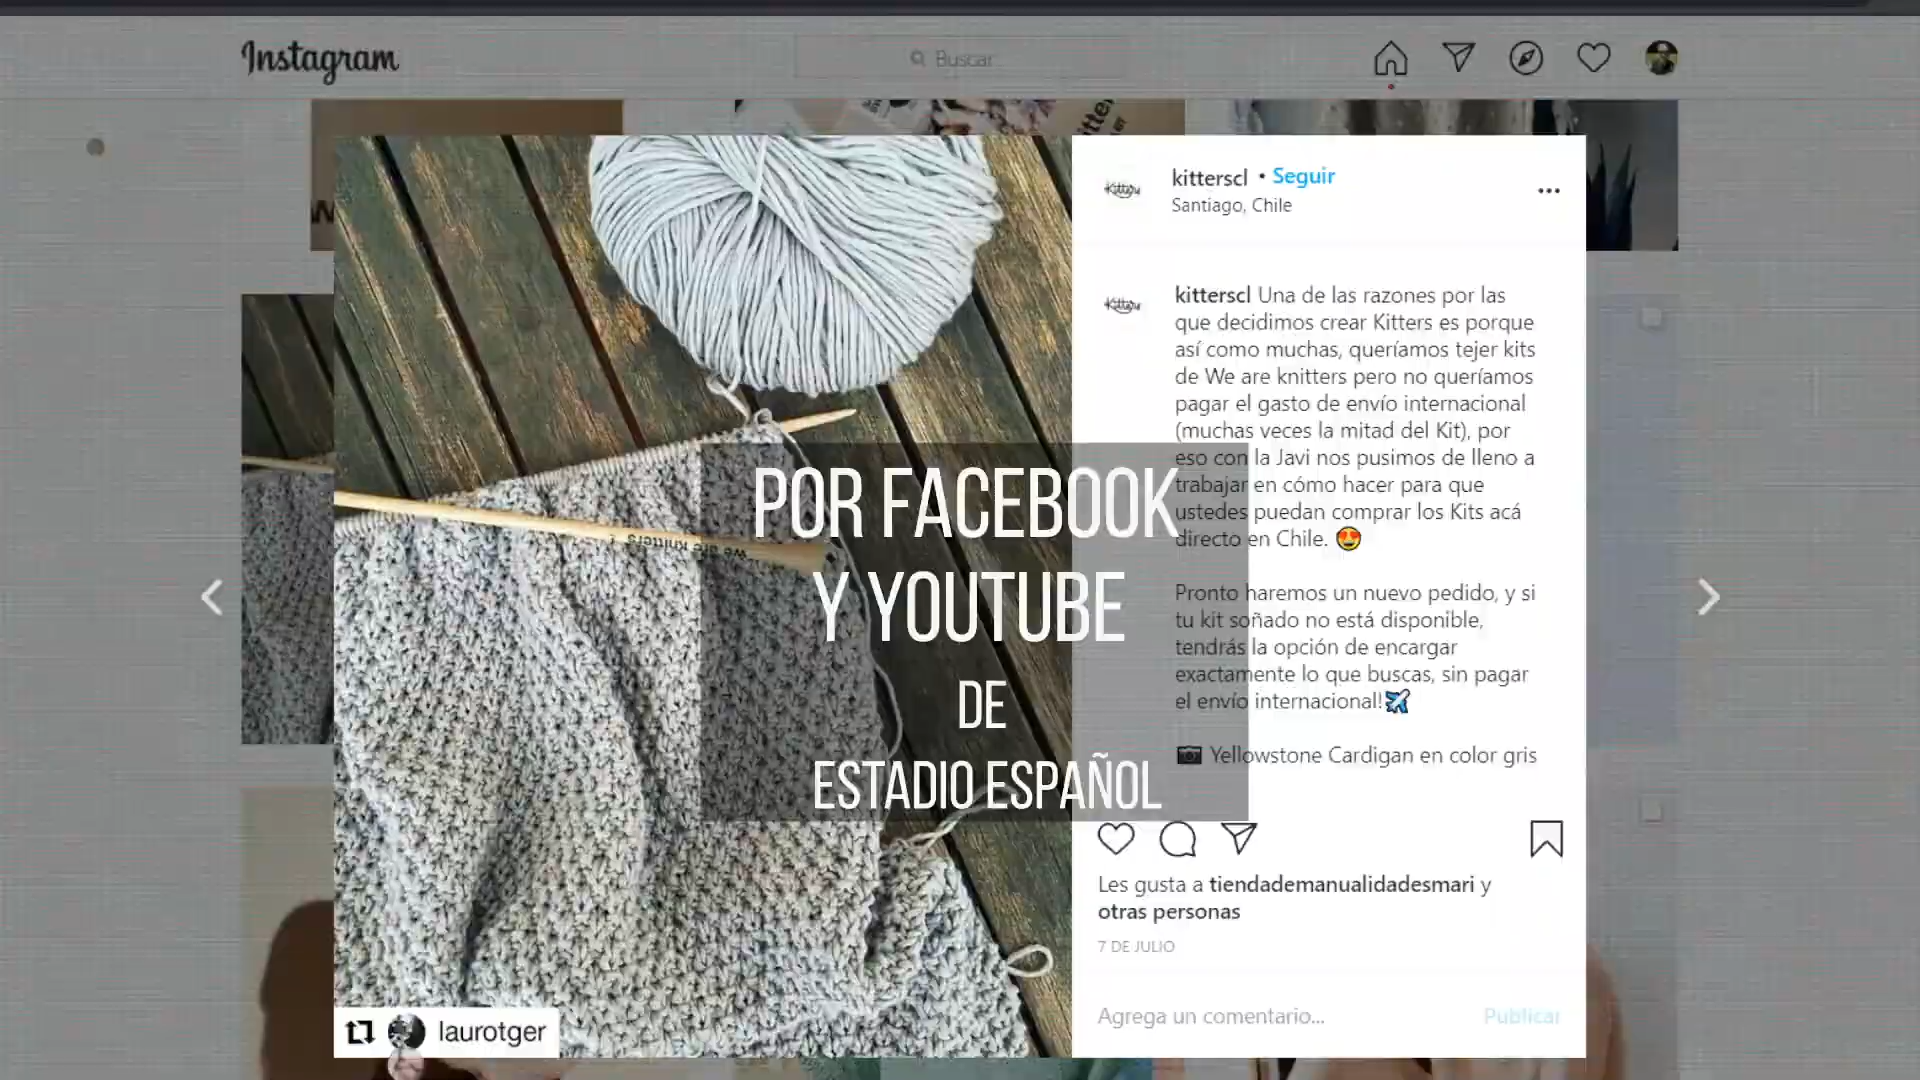 Instagram
Buscar
kitterscl • Seguir
Santiago, Chile
kitterscl Una de las razones por las
que decidimos crear Kitters es porque
así como muchas, queríamos tejer kits
de We are knitters pero no queríamos
pagar el gasto de envío internacional
(muchas veces la mitad del Kit), por
eso con la Javi nos pusimos de lleno a
trabajar en cómo hacer para que
ustedes puedan comprar los Kits acá
directo en Chile. 😍
Pronto haremos un nuevo pedido, y si
tu kit soñado no está disponible,
tendrás la opción de encargar
exactamente lo que buscas, sin pagar
el envío internacional!✈️
📷 Yellowstone Cardigan en color gris
POR FACEBOOK
Y YOUTUBE
DE
ESTADIO ESPAÑOL
we are knitters
Les gusta a tiendademanualidadesmari y
otras personas
7 DE JULIO
Agrega un comentario... Publicar
laurotger